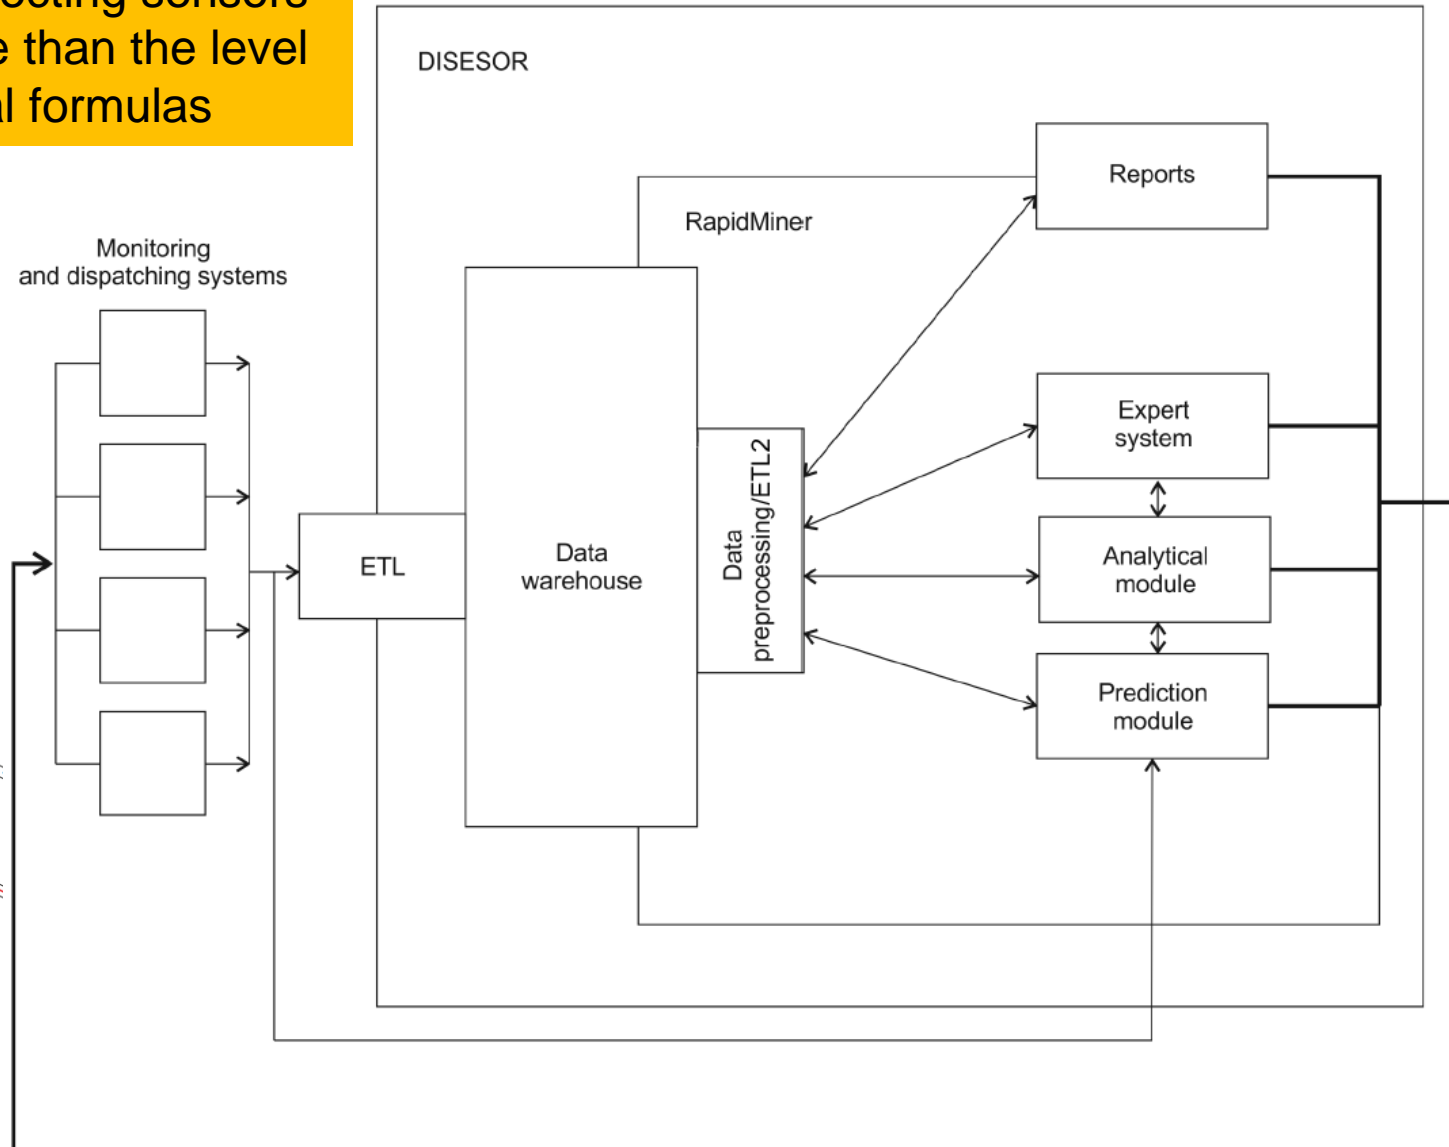 than the level
formulas
sensors
DISESOR
Reports
RapidMiner
Monitoring
and dispatching systems
Expert
system
Data
preprocessing/ETL2
Data
warehouse
ETL
Analytical
module
Prediction
module